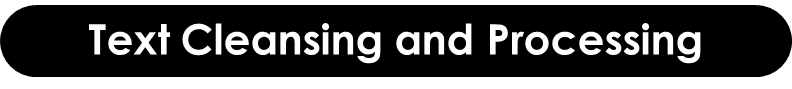 Text Cleansing and Processing